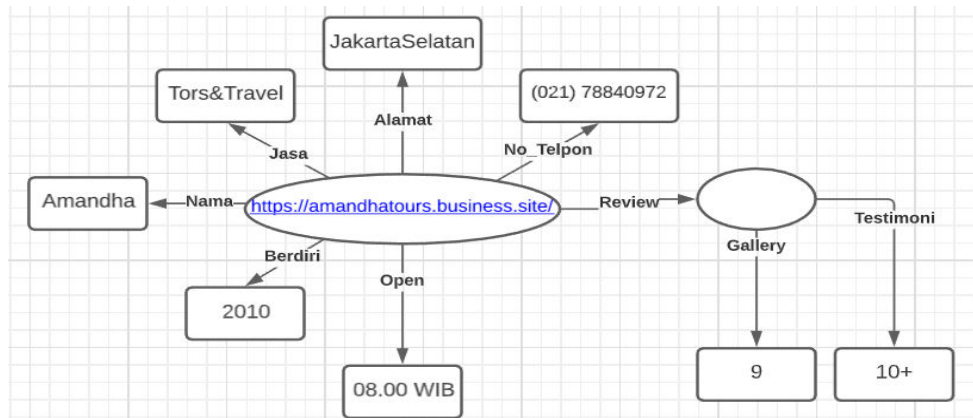 JakartaSelatan
Tors&Travel
(021) 78840972
Alamat
Jasa
No_Telpon
Amandha
Nama
https://amandhatours.business.site/
Review
Testimoni
Berdiri
Open
Gallery
2010
08.00 WIB
9
10+